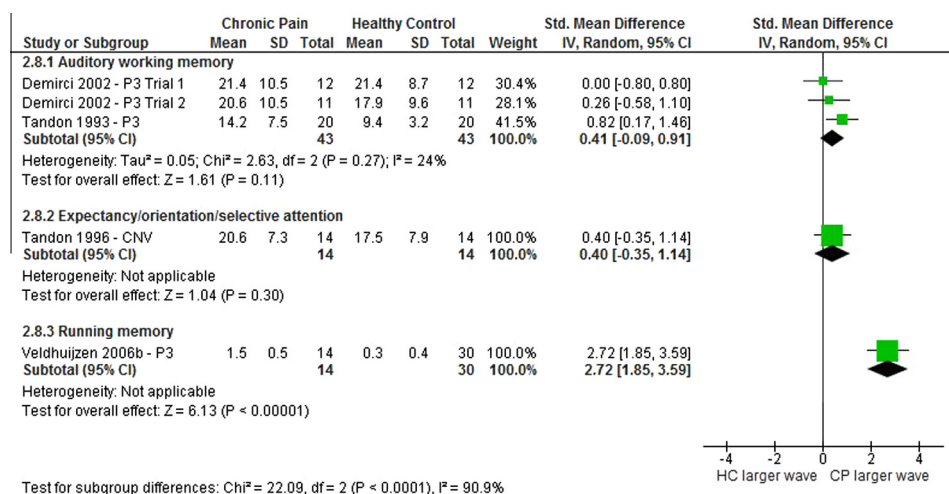 Chronic Pain Healthy Control Std. Mean Difference Std. Mean Difference
Study or Subgroup Mean SD Total Mean SD Total Weight IV, Random, 95% CI IV, Random, 95% CI
2.8.1 Auditory working memory
Demirci 2002 - P3 Trial 1 21.4 10.5 12 21.4 8.7 12 30.4% 0.00 [-0.80, 0.80]
Demirci 2002 - P3 Trial 2 20.6 10.5 11 17.9 9.6 11 28.1% 0.26 [-0.58, 1.10]
Tandon 1993 - P3 14.2 7.5 20 9.4 3.2 20 41.5% 0.82 [0.17, 1.46]
Subtotal (95% CI) 43 43 100.0% 0.41 [-0.09, 0.91]
Heterogeneity: Tau² = 0.05; Chi² = 2.63, df = 2 (P = 0.27); I² = 24%
Test for overall effect: Z = 1.61 (P = 0.11)
2.8.2 Expectancy/orientation/selective attention
Tandon 1996 - CNV 20.6 7.3 14 17.5 7.9 14 100.0% 0.40 [-0.35, 1.14]
Subtotal (95% CI) 14 14 100.0% 0.40 [-0.35, 1.14]
Heterogeneity: Not applicable
Test for overall effect: Z = 1.04 (P = 0.30)
2.8.3 Running memory
Veldhuijzen 2006b - P3 1.5 0.5 14 0.3 0.4 30 100.0% 2.72 [1.85, 3.59]
Subtotal (95% CI) 14 30 100.0% 2.72 [1.85, 3.59]
Heterogeneity: Not applicable
Test for overall effect: Z = 6.13 (P < 0.00001)
-4 -2 0 2 4
HC larger wave CP larger wave
Test for subgroup differences: Chi² = 22.09, df = 2 (P < 0.0001), I² = 90.9%